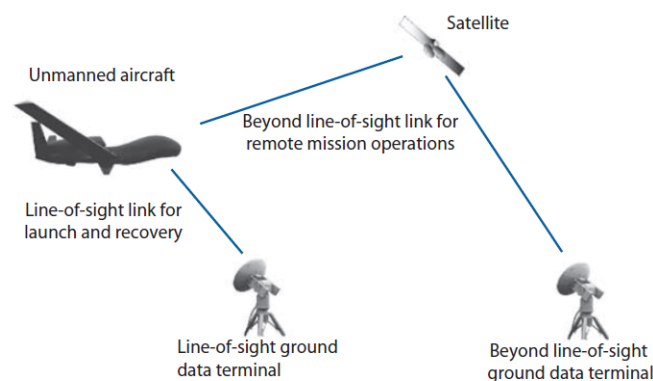 Satellite
Unmanned aircraft
Beyond line-of-sight link for
remote mission operations
Line-of-sight link for
launch and recovery
Line-of-sight ground
data terminal
Beyond line-of-sight
ground data terminal